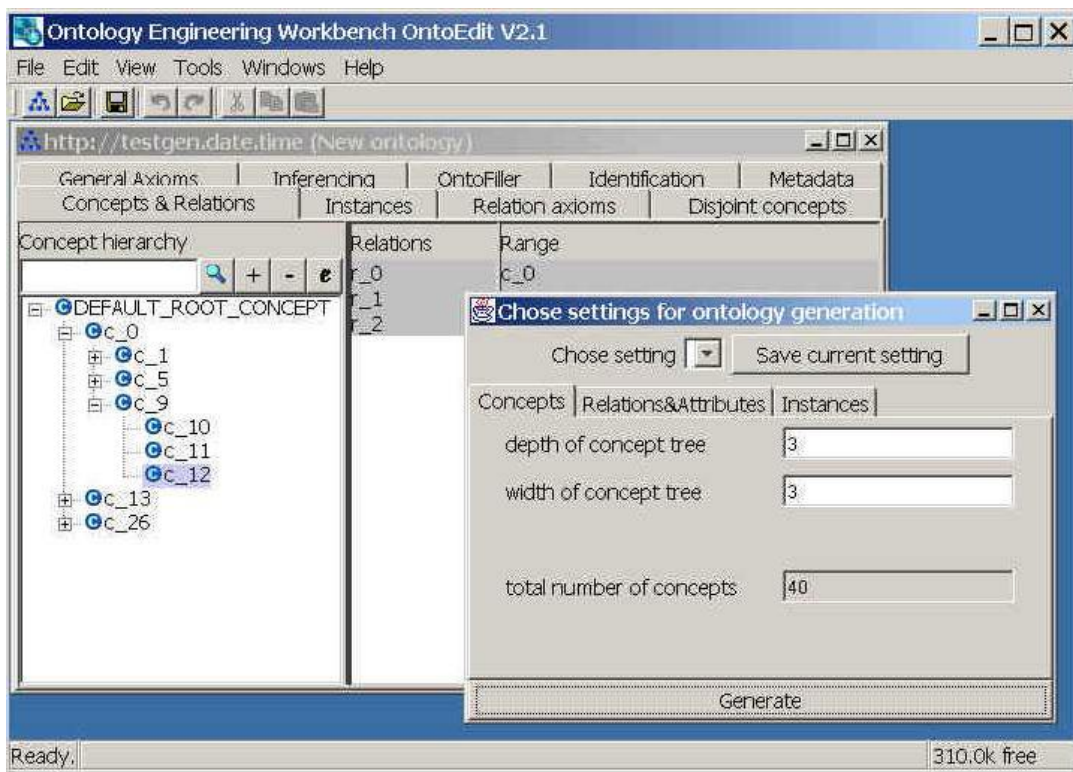 Ontology Engineering Workbench OntoEdit V2.1
File Edit View Tools Windows Help
http://testgen.date.time (New ontology)
General Axioms Inferencing OntoFiller Identification Metadata
Concepts & Relations Instances Relation axioms Disjoint concepts
Concept hierarchy
Relations Range
+ - e
r_0 c_0
r_1
r_2
DEFAULT_ROOT_CONCEPT
c_0
c_1
c_5
c_9
c_10
c_11
c_12
c_13
c_26
Chose settings for ontology generation
Chose setting Save current setting
Concepts Relations&Attributes Instances
depth of concept tree 3
width of concept tree 3
total number of concepts 40
Generate
Ready. 310.0k free